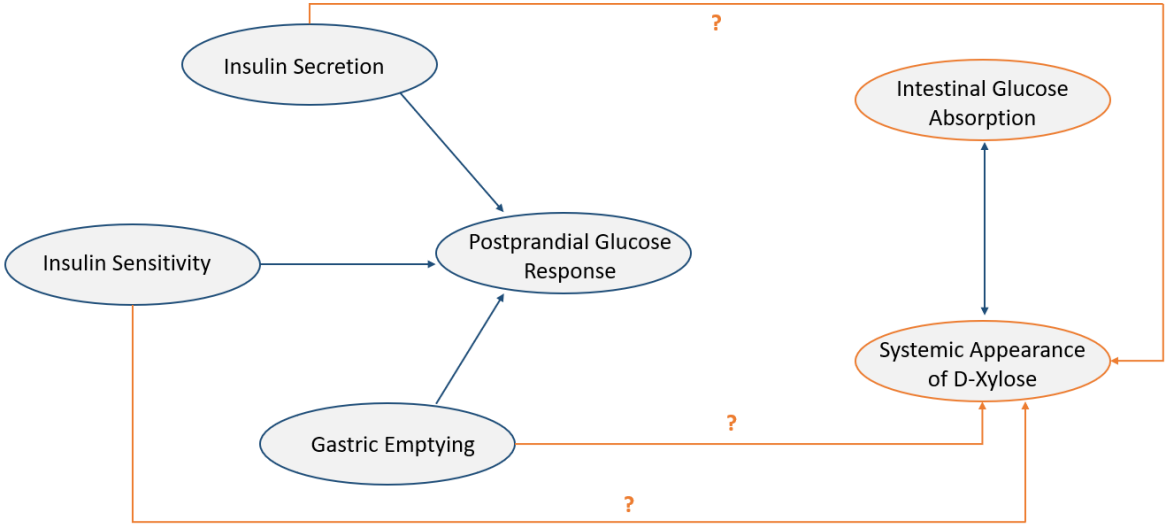 ?
Insulin Secretion
Intestinal Glucose
Absorption
Postprandial Glucose
Response
Insulin Sensitivity
Systemic Appearance
of D-Xylose
Gastric Emptying
?
?